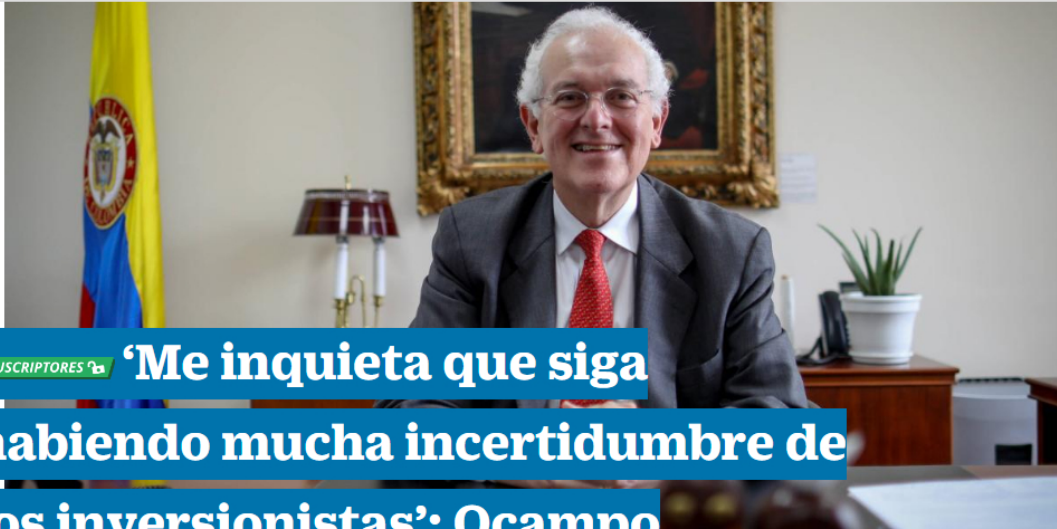 USCRIPTORES ‘Me inquieta que siga
habiendo mucha incertidumbre de
os inversionistas’: Ocampo